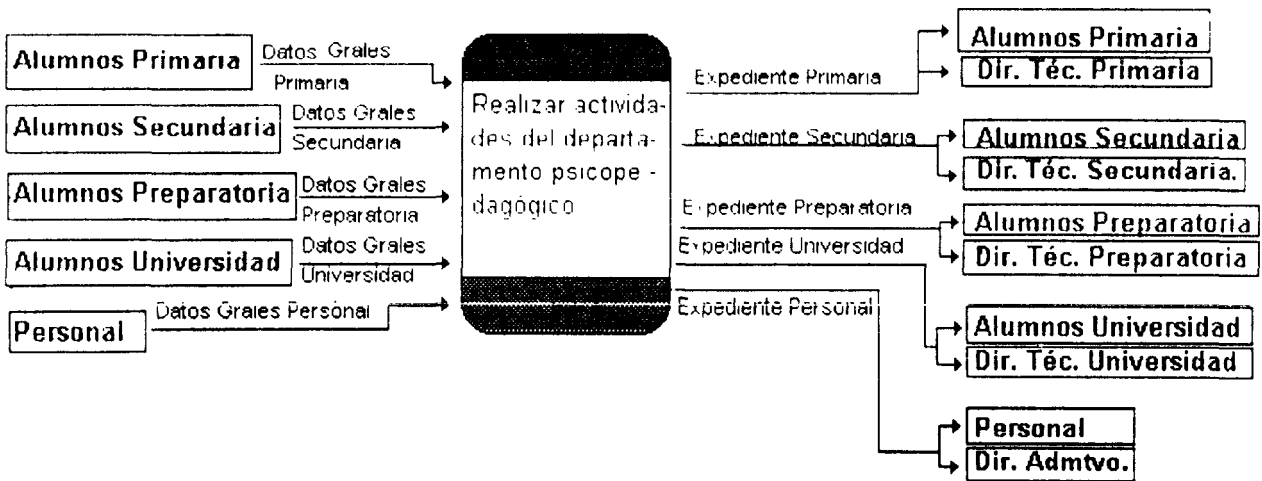 Alumnos Primaria
Datos Grales
Primaria
Alumnos Secundaria
Datos Grales
Secundaria
Alumnos Preparatoria
Datos Grales
Preparatoria
Alumnos Universidad
Datos Grales
Universidad
Personal
Datos Grales Personal
Realizar activida-
des del departa-
mento psicope -
dagógico
Expediente Primaria
Expediente Secundaria
Expediente Preparatoria
Expediente Universidad
Expediente Personal
Alumnos Primaria
Dir. Téc. Primaria
Alumnos Secundaria
Dir. Téc. Secundaria.
Alumnos Preparatoria
Dir. Téc. Preparatoria
Alumnos Universidad
Dir. Téc. Universidad
Personal
Dir. Admtvo.